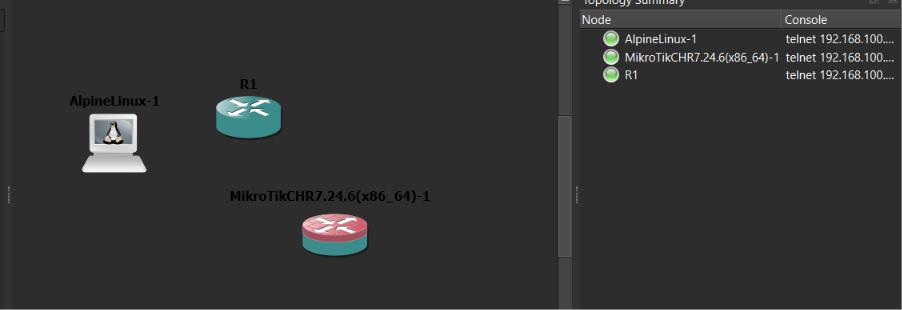 Topology Summary
Node Console
AlpineLinux-1 telnet 192.168.100....
MikroTikCHR7.24.6(x86_64)-1 telnet 192.168.100....
R1 telnet 192.168.100....
R1
AlpineLinux-1
MikroTikCHR7.24.6(x86_64)-1